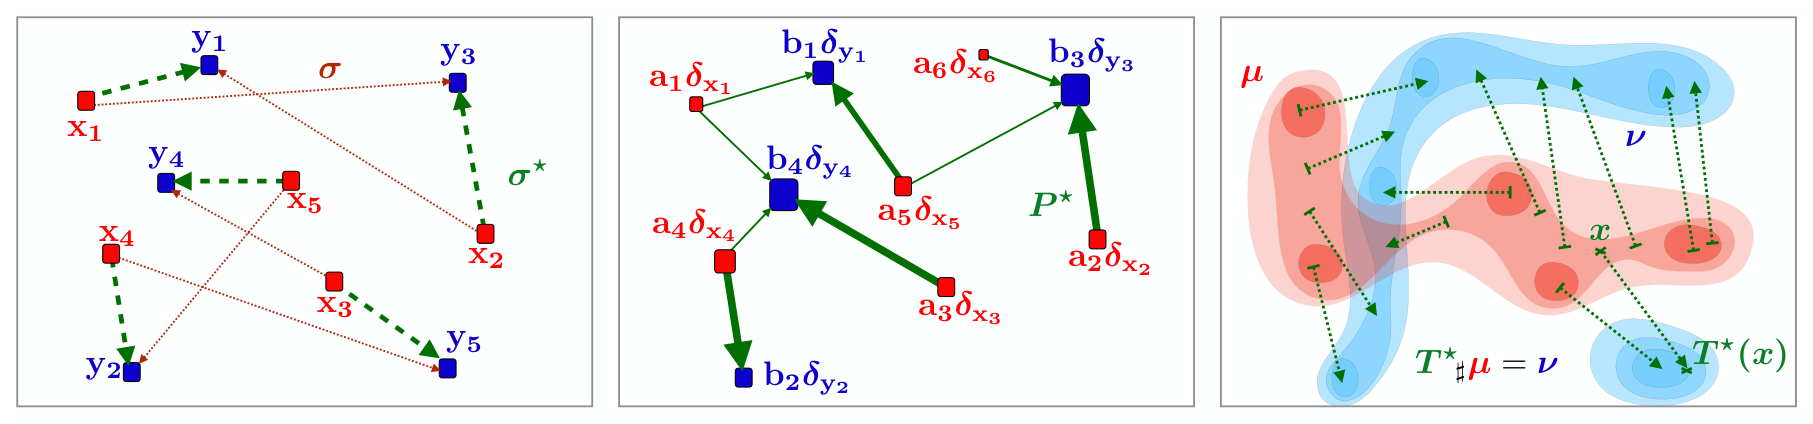 y₁
σ
y₃
x₁
y₄
x₅
σ⋆
x₄
x₂
x₃
y₂
y₅
a₁δx₁
b₁δy₁
a₆δx₆
b₃δy₃
b₄δy₄
a₅δx₅
P⋆
a₄δx₄
a₂δx₂
a₃δx₃
b₂δy₂
μ
ν
x
T⋆♯μ = ν
T⋆(x)